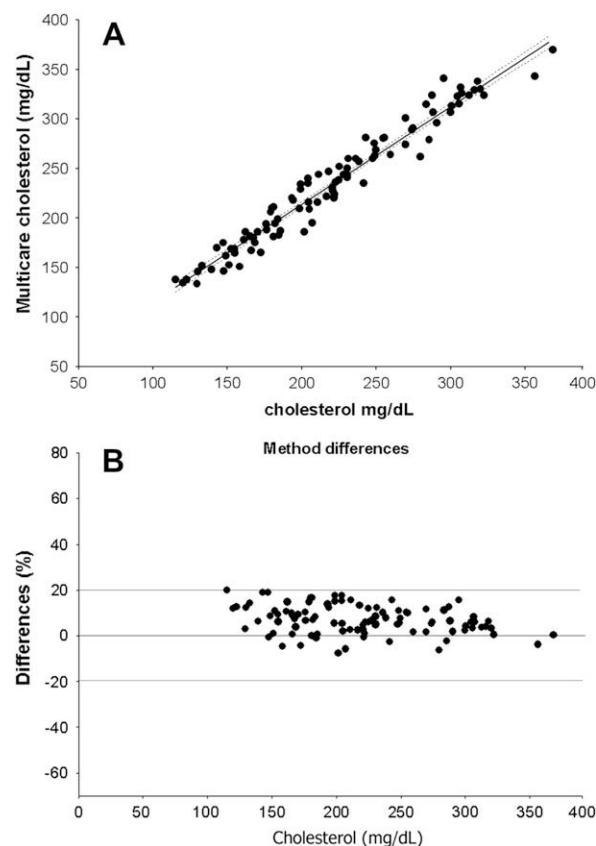 A
400
350
300
250
200
150
100
50
Multicare cholesterol (mg/dL)
50 100 150 200 250 300 350 400
cholesterol mg/dL
B
Method differences
80
60
40
20
0
-20
-40
-60
Differences (%)
0 50 100 150 200 250 300 350 400
Cholesterol (mg/dL)